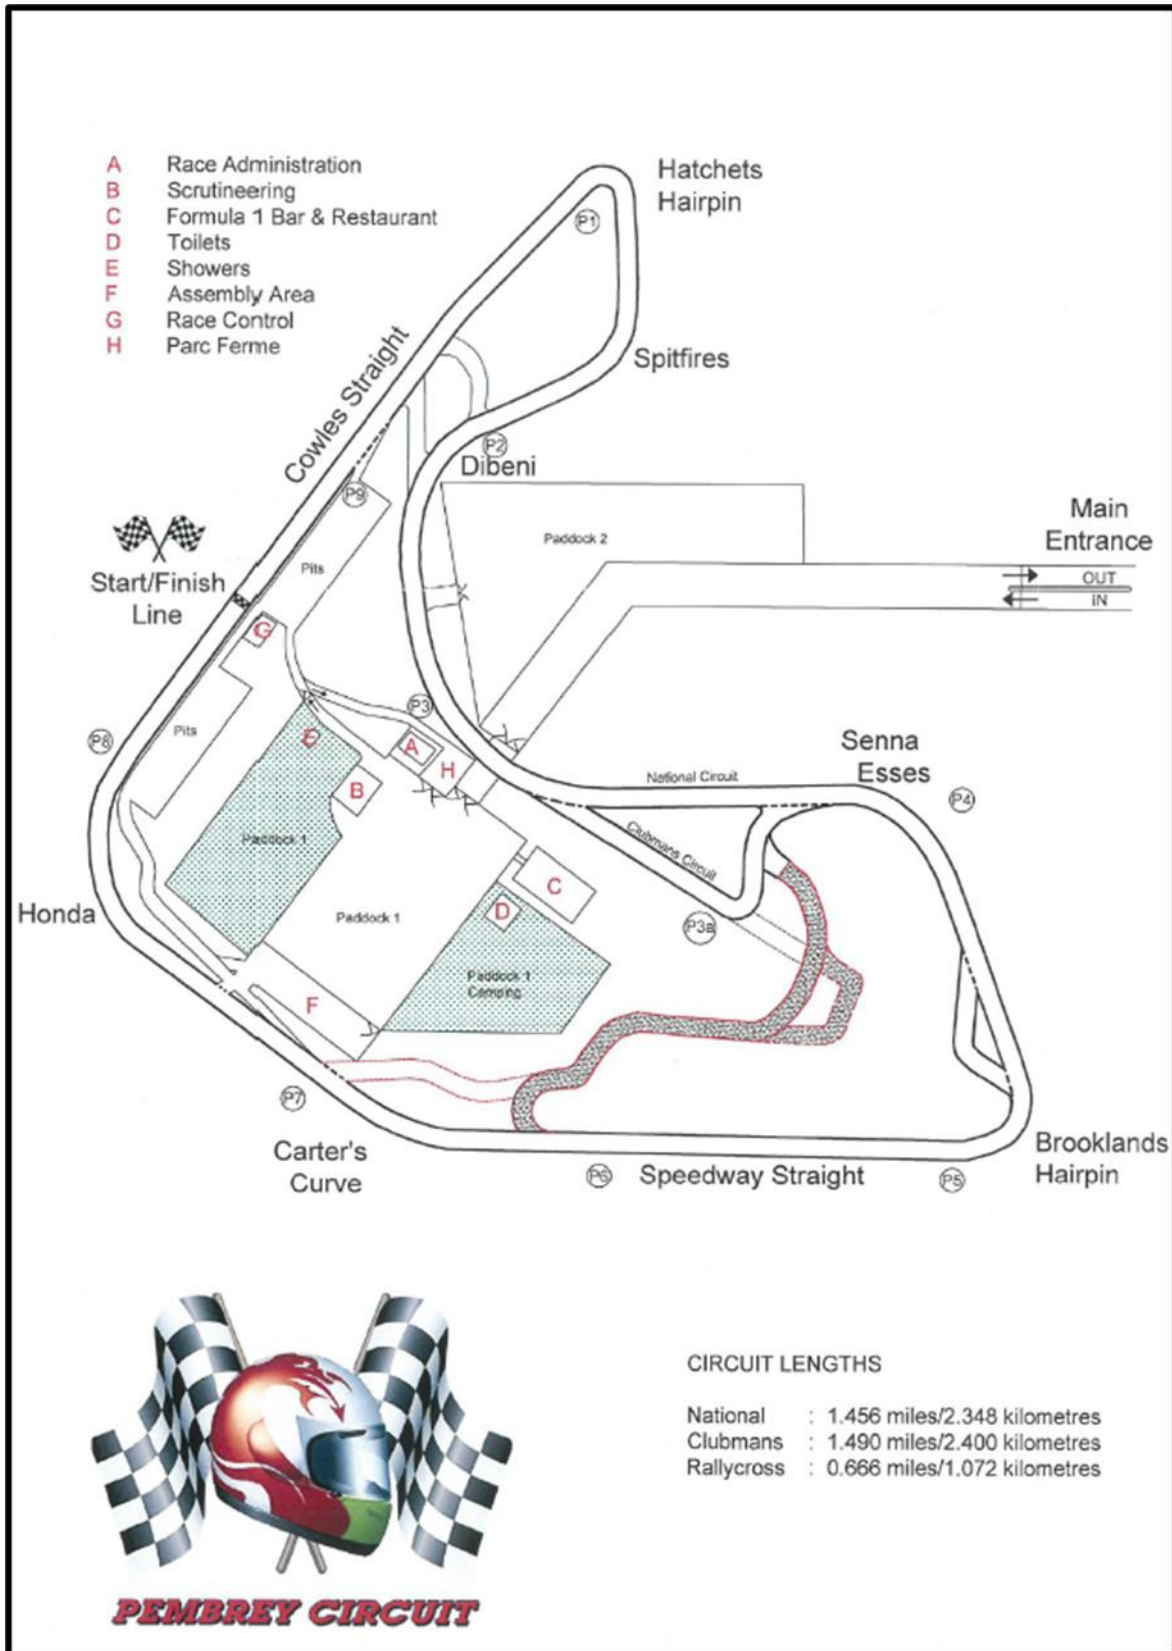 A Race Administration
B Scrutineering
C Formula 1 Bar & Restaurant
D Toilets
E Showers
F Assembly Area
G Race Control
H Parc Ferme
Hatchets
Hairpin
P1
Spitfires
Cowles Straight
P2
Dibeni
P9
Paddock 2
Main
Entrance
OUT
IN
Start/Finish
Line
Pits
G
P3
P8
Pits
E
A
H
B
Senna
Esses
National Circuit
P4
Clubmans Circuit
Paddock 1
C
D
Honda
Paddock 1
P3a
Paddock 1
Camping
F
P7
Carter's
Curve
P6
Speedway Straight
P5
Brooklands
Hairpin
CIRCUIT LENGTHS
National : 1.456 miles/2.348 kilometres
Clubmans : 1.490 miles/2.400 kilometres
Rallycross : 0.666 miles/1.072 kilometres
PEMBREY CIRCUIT